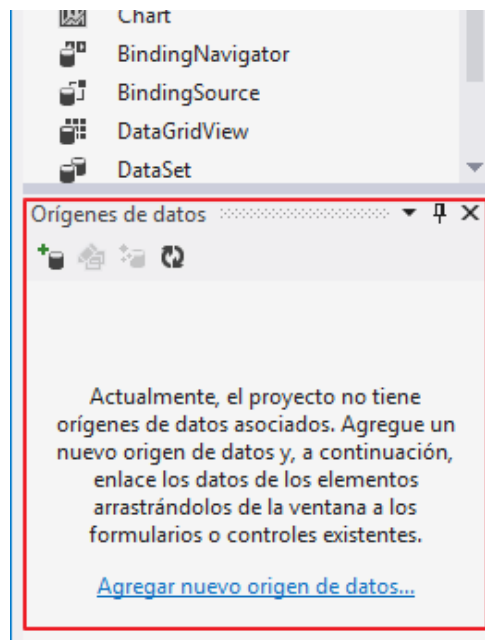 Chart
BindingNavigator
BindingSource
DataGridView
DataSet
Orígenes de datos
Actualmente, el proyecto no tiene
orígenes de datos asociados. Agregue un
nuevo origen de datos y, a continuación,
enlace los datos de los elementos
arrastrándolos de la ventana a los
formularios o controles existentes.
Agregar nuevo origen de datos...